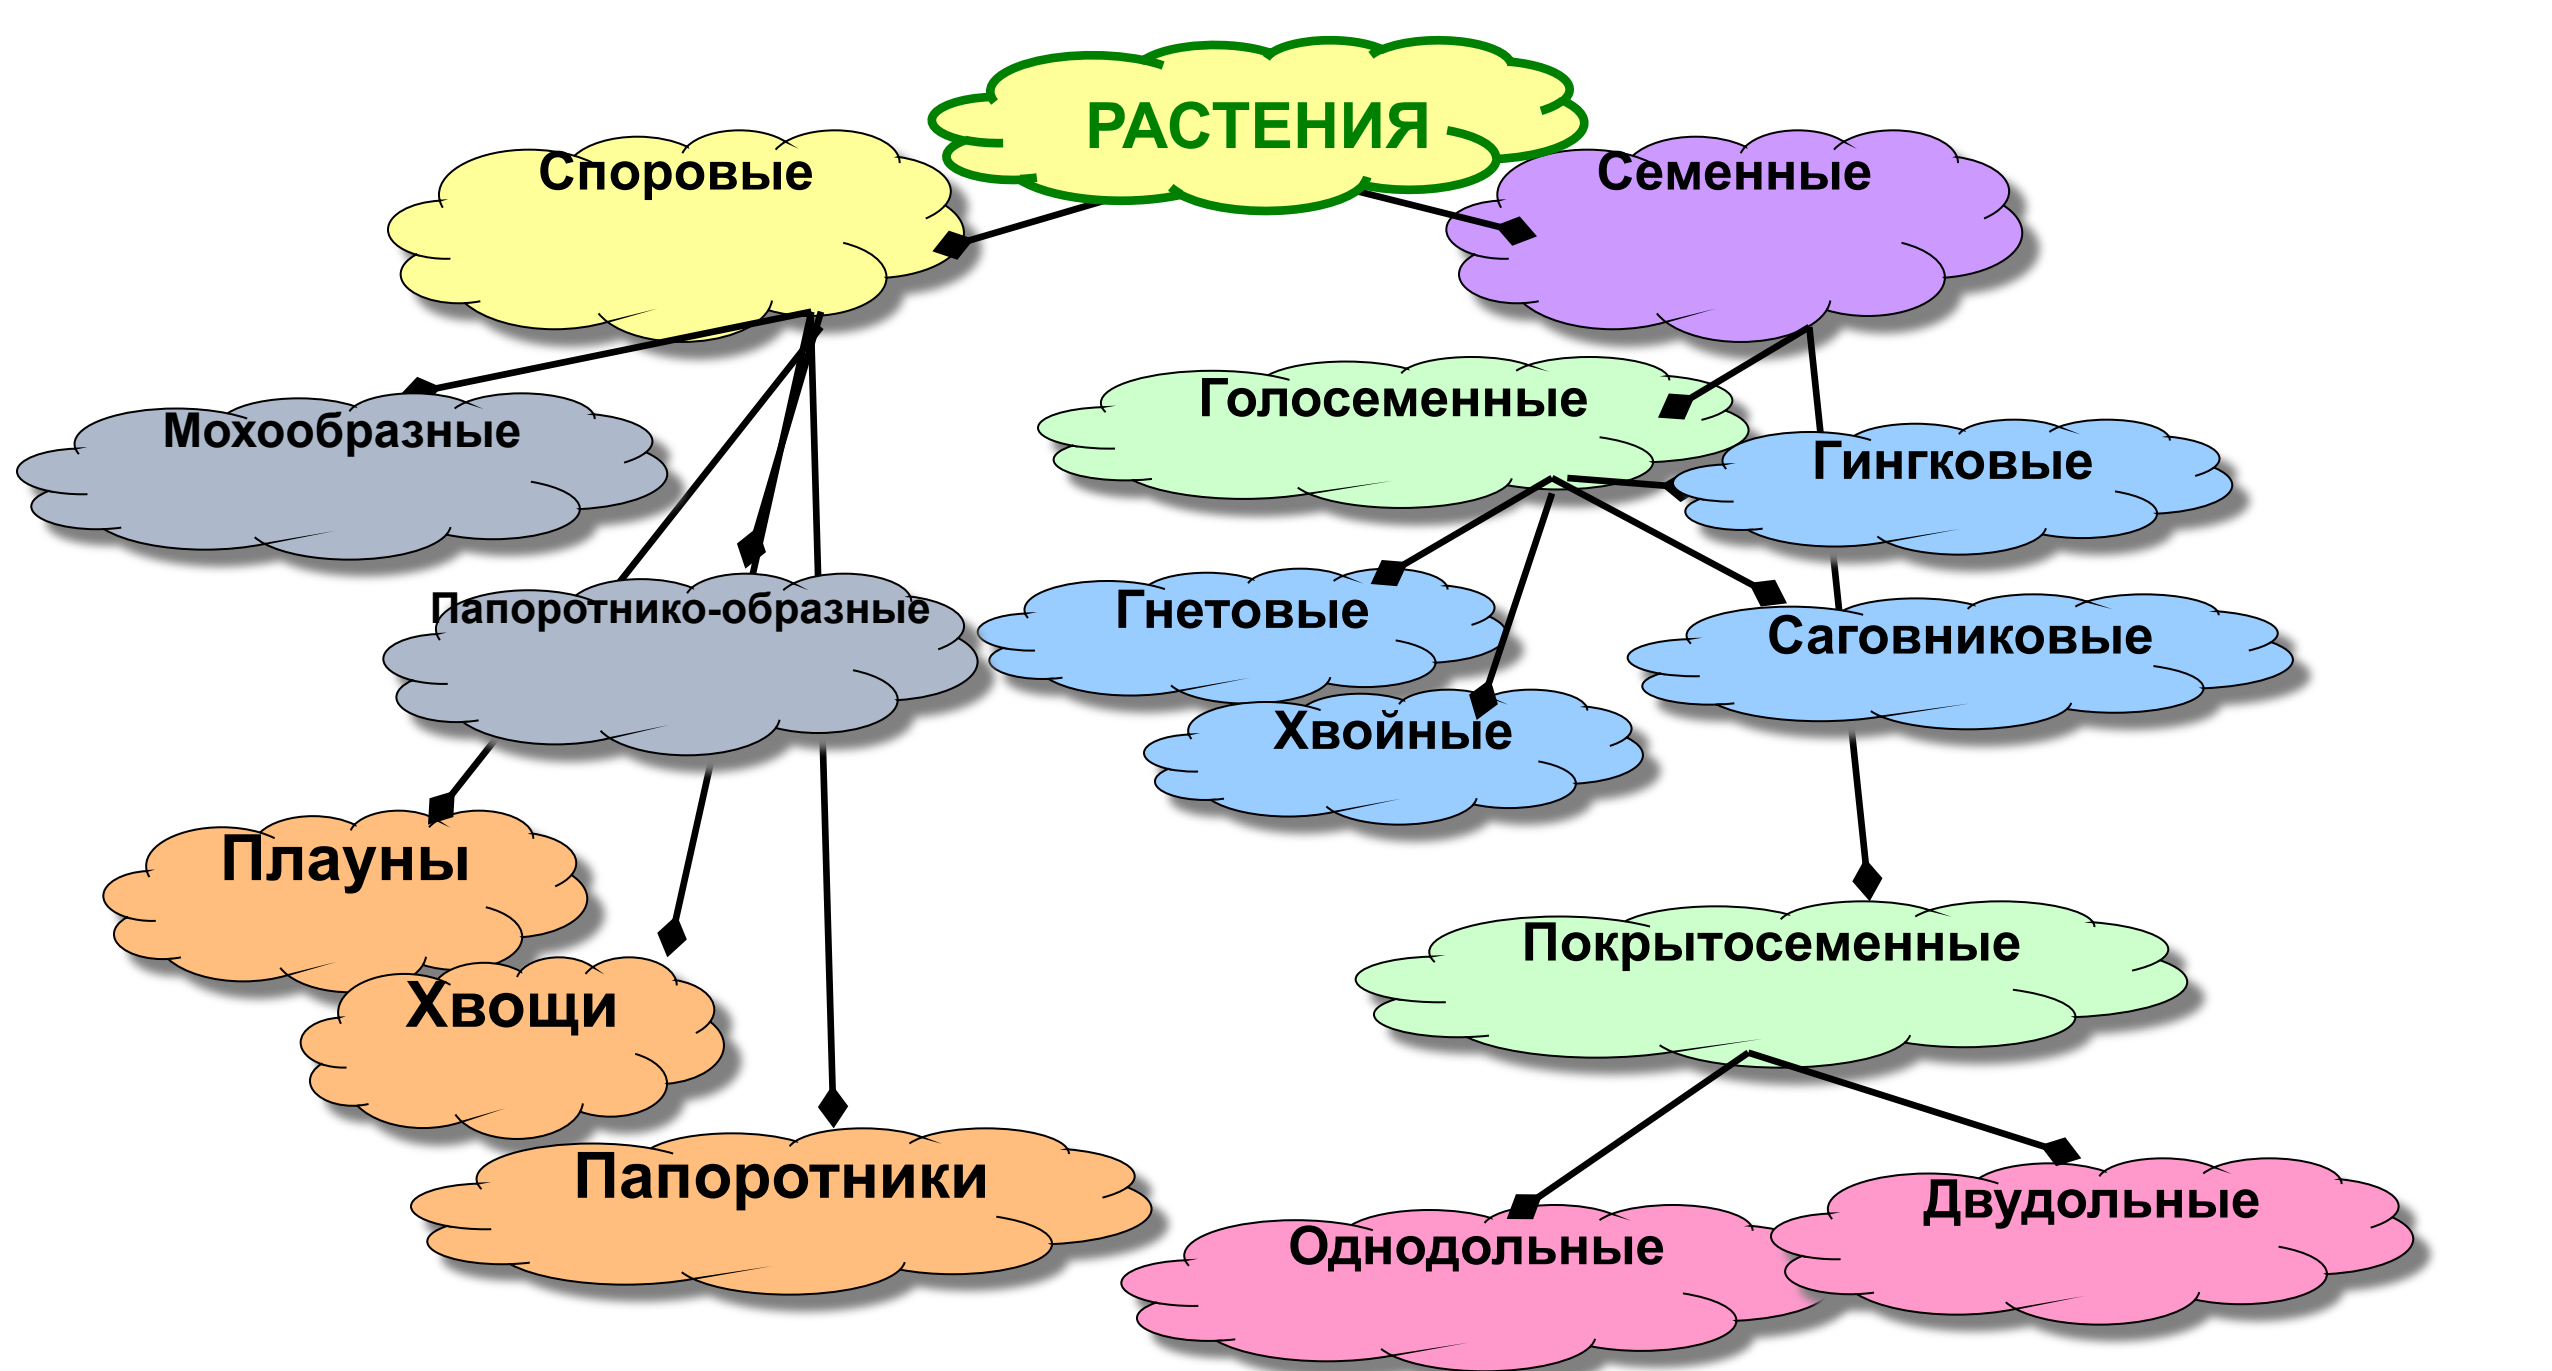 РАСТЕНИЯ
Споровые
Семенные
Голосеменные
Мохообразные
Гингковые
Папоротнико-образные
Гнетовые
Саговниковые
Хвойные
Плауны
Покрытосеменные
Хвощи
Папоротники
Двудольные
Однодольные